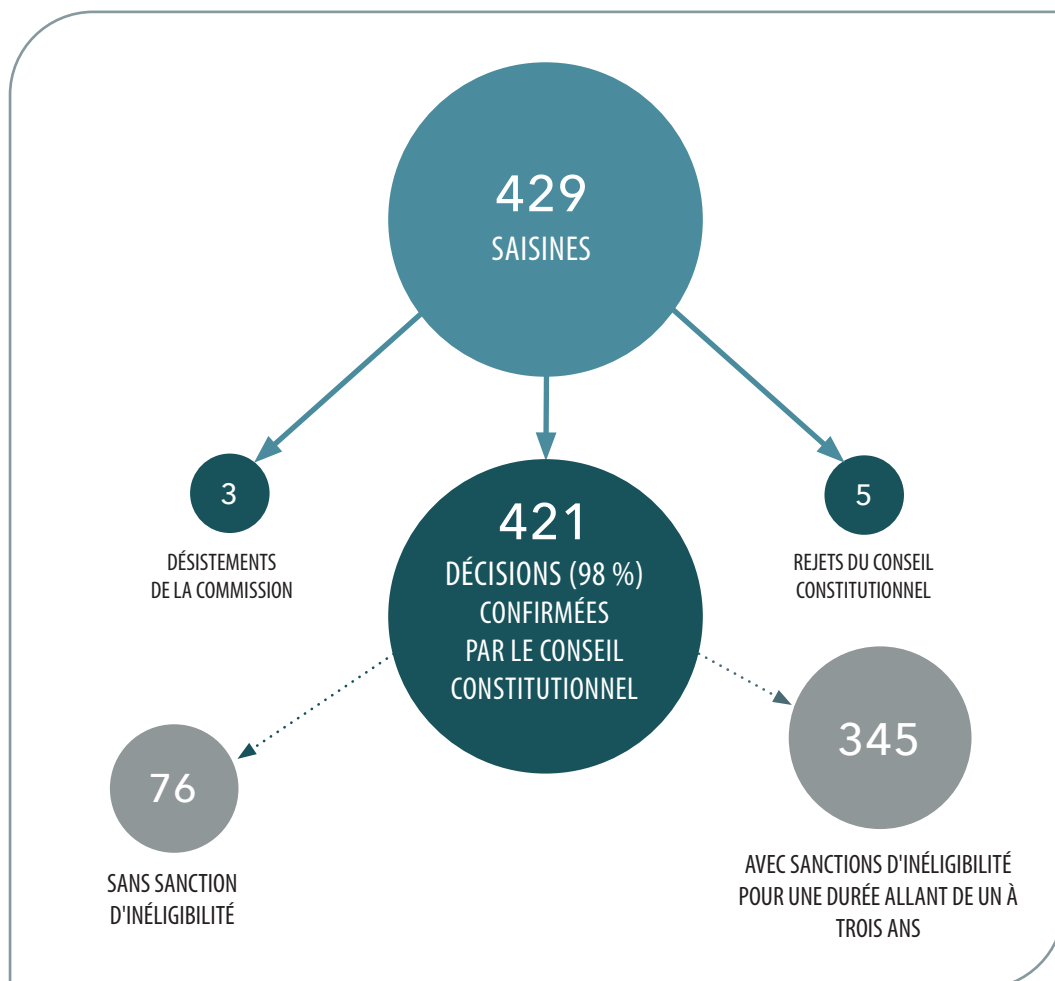 429
SAISINES
3
DÉSISTEMENTS
DE LA COMMISSION
421
DÉCISIONS (98 %)
CONFIRMÉES
PAR LE CONSEIL
CONSTITUTIONNEL
5
REJETS DU CONSEIL
CONSTITUTIONNEL
76
SANS SANCTION
D'INÉLIGIBILITÉ
345
AVEC SANCTIONS D'INÉLIGIBILITÉ
POUR UNE DURÉE ALLANT DE UN À
TROIS ANS